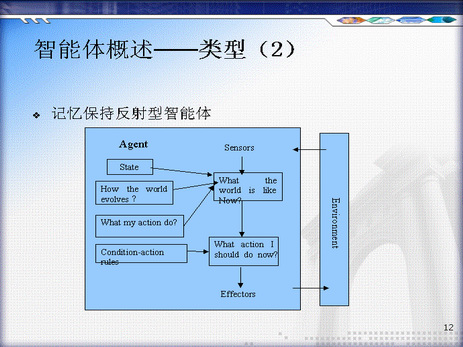 智能体概述——类型（2）
❖ 记忆保持反射型智能体
Agent
Sensors
State
What the
world is like
Now?
How the world
evolves ?
What my action do?
What action I
should do now?
Condition-action
rules
Effectors
Environment
12